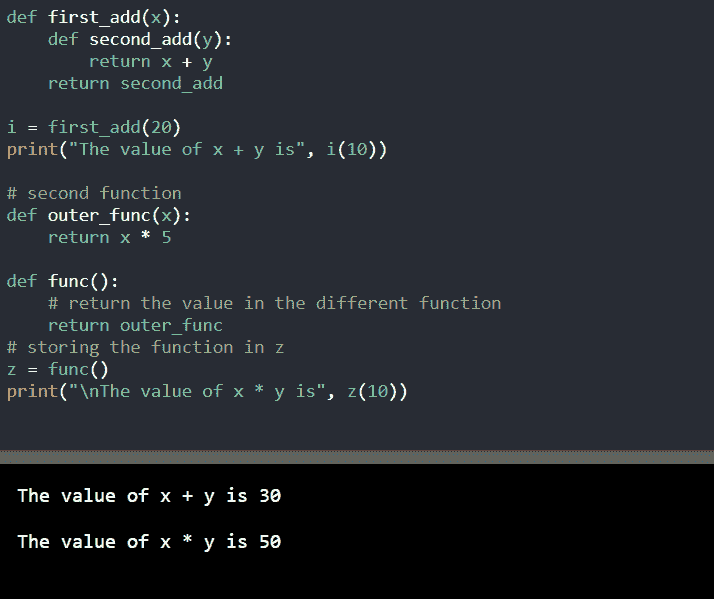 def first_add(x):
    def second_add(y):
        return x + y
    return second_add

i = first_add(20)
print("The value of x + y is", i(10))

# second function
def outer_func(x):
    return x * 5

def func():
    # return the value in the different function
    return outer_func
# storing the function in z
z = func()
print("\nThe value of x * y is", z(10))

The value of x + y is 30

The value of x * y is 50